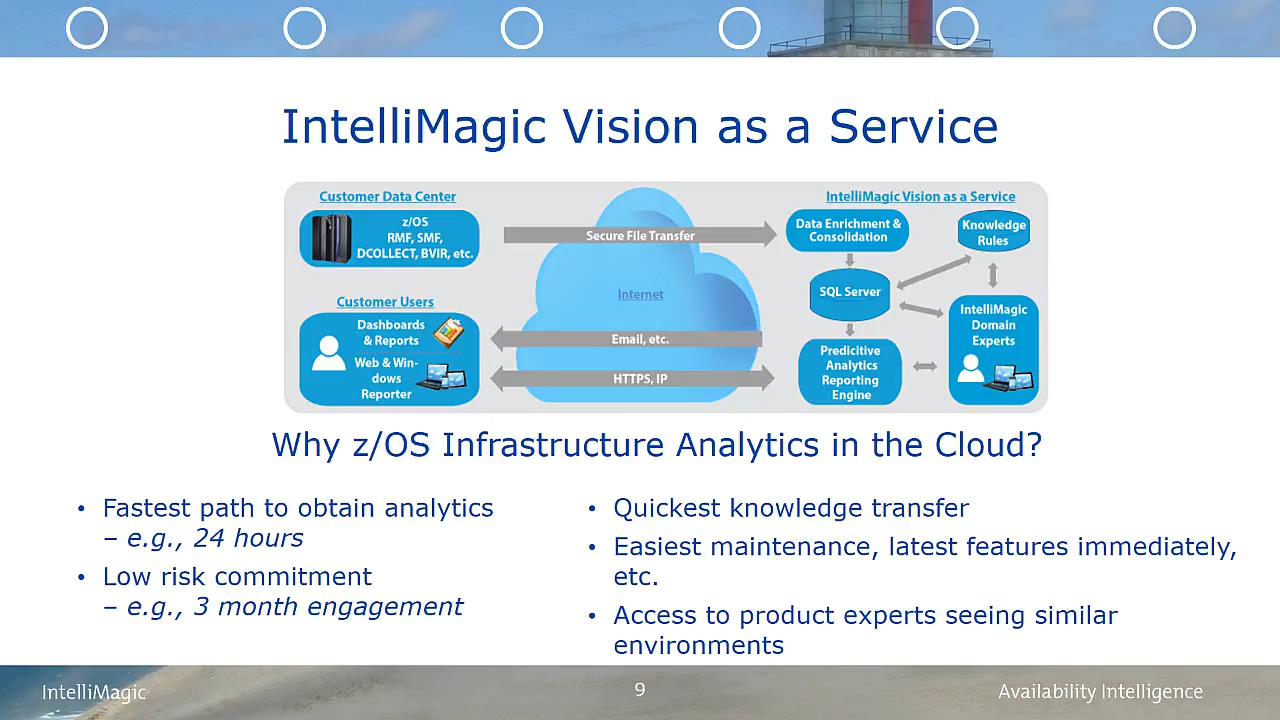 IntelliMagic Vision as a Service
Customer Data Center
z/OS
RMF, SMF,
DCOLLECT, BVIR, etc.
Customer Users
Dashboards
& Reports
Web & Win-
dows
Reporter
Secure File Transfer
Internet
Email, etc.
HTTPS, IP
IntelliMagic Vision as a Service
Data Enrichment &
Consolidation
Knowledge
Rules
SQL Server
IntelliMagic
Domain
Experts
Predicitive
Analytics
Reporting
Engine
Why z/OS Infrastructure Analytics in the Cloud?
• Fastest path to obtain analytics
– e.g., 24 hours
• Low risk commitment
– e.g., 3 month engagement
• Quickest knowledge transfer
• Easiest maintenance, latest features immediately,
etc.
• Access to product experts seeing similar
environments
IntelliMagic
9
Availability Intelligence